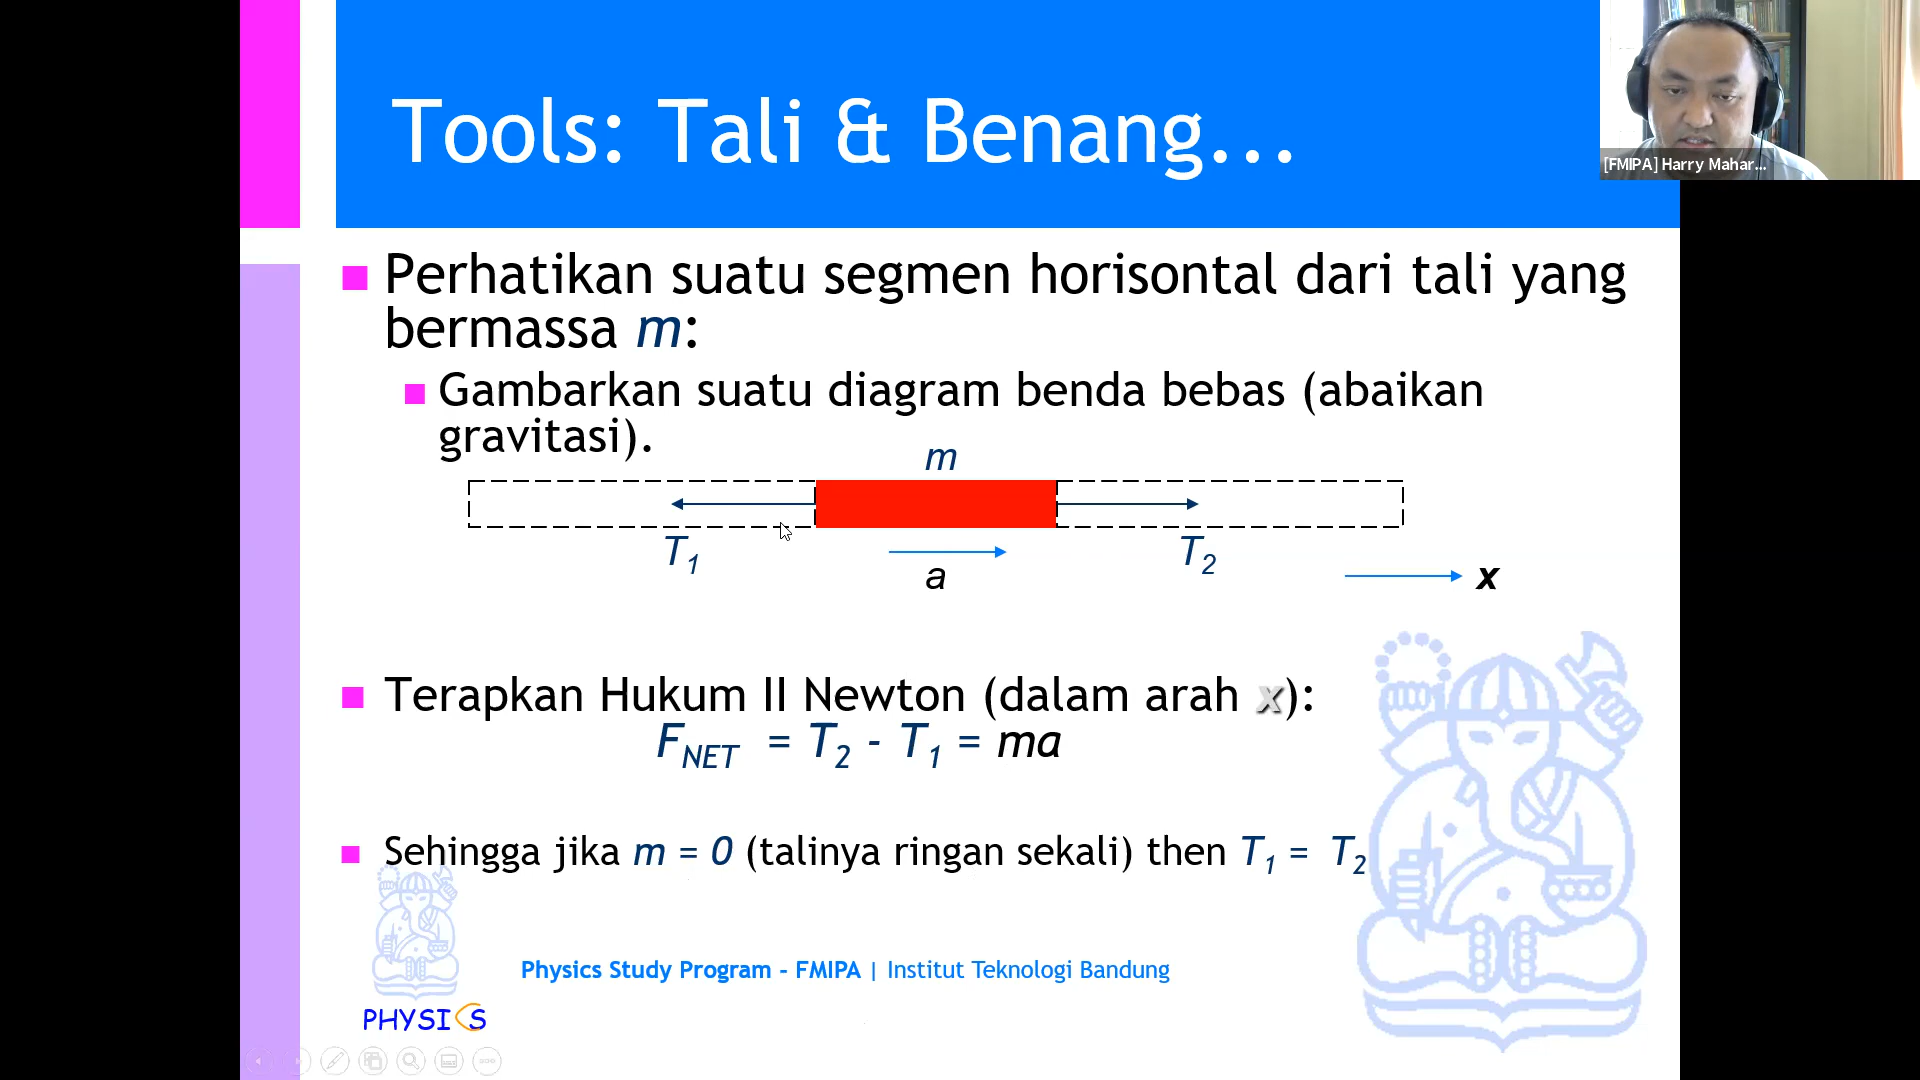 Tools: Tali & Benang...
[FMIPA] Harry Mahar...
Perhatikan suatu segmen horisontal dari tali yang
bermassa m:
Gambarkan suatu diagram benda bebas (abaikan
gravitasi).
m
T1
T2
a
x
Terapkan Hukum II Newton (dalam arah x):
FNET = T2 - T1 = ma
Sehingga jika m = 0 (talinya ringan sekali) then T1 = T2
Physics Study Program - FMIPA | Institut Teknologi Bandung
PHYSICS